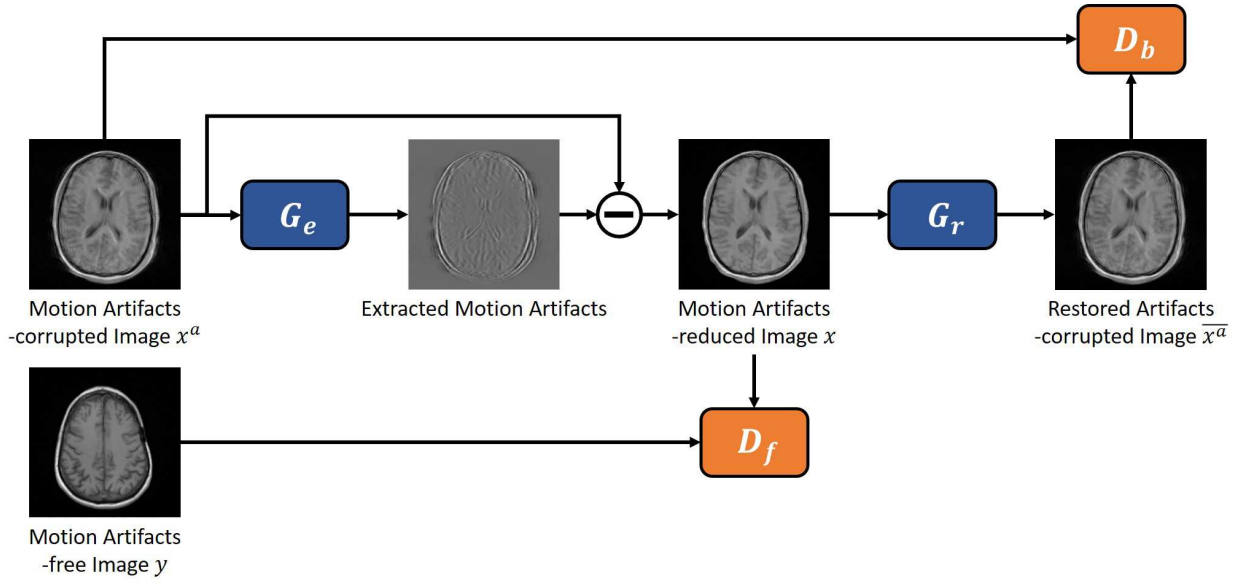 D_b
G_e
G_r
Motion Artifacts
-corrupted Image x^a
Extracted Motion Artifacts
Motion Artifacts
-reduced Image x
Restored Artifacts
-corrupted Image \overline{x^a}
D_f
Motion Artifacts
-free Image y